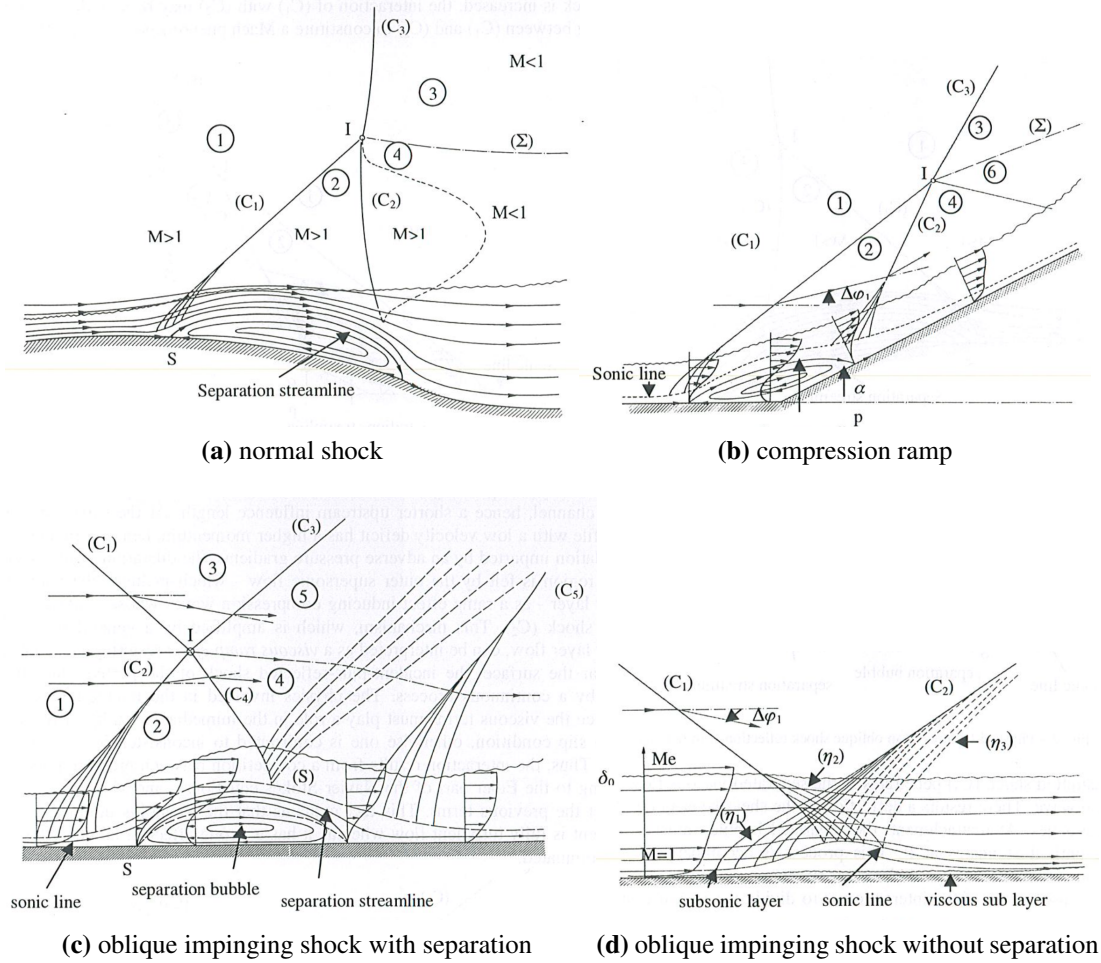 (C₃)
M<1
③
①
I
(Σ)
④
②
(C₁)
(C₂)
M<1
M>1
M>1
M>1
S
Separation streamline
(a) normal shock
(C₃)
③
(Σ)
I
⑥
①
④
(C₂)
(C₁)
②
Δφ₁
Sonic line
α
p
(b) compression ramp
(C₁)
(C₃)
③
⑤
(C₅)
I
(C₂)
④
①
(C₄)
②
(S)
S
sonic line
separation bubble
separation streamline
(c) oblique impinging shock with separation
(C₁)
(C₂)
Δφ₁
(η₃)
Me
(η₂)
δ₀
(η₁)
M=1
subsonic layer
sonic line
viscous sub layer
(d) oblique impinging shock without separation